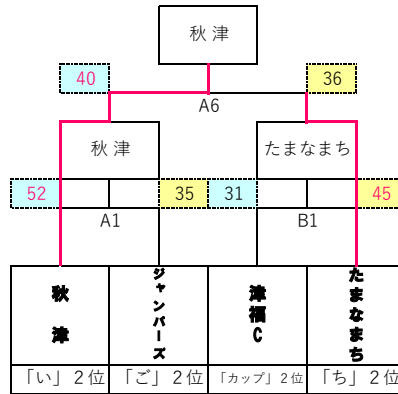 秋津
40 36
A6
秋津 たまなまち
52 35 31 45
A1 B1
秋津 ジャンパーズ 津福C たまなまち
「い」2位 「ご」2位 「カップ」2位 「ち」2位